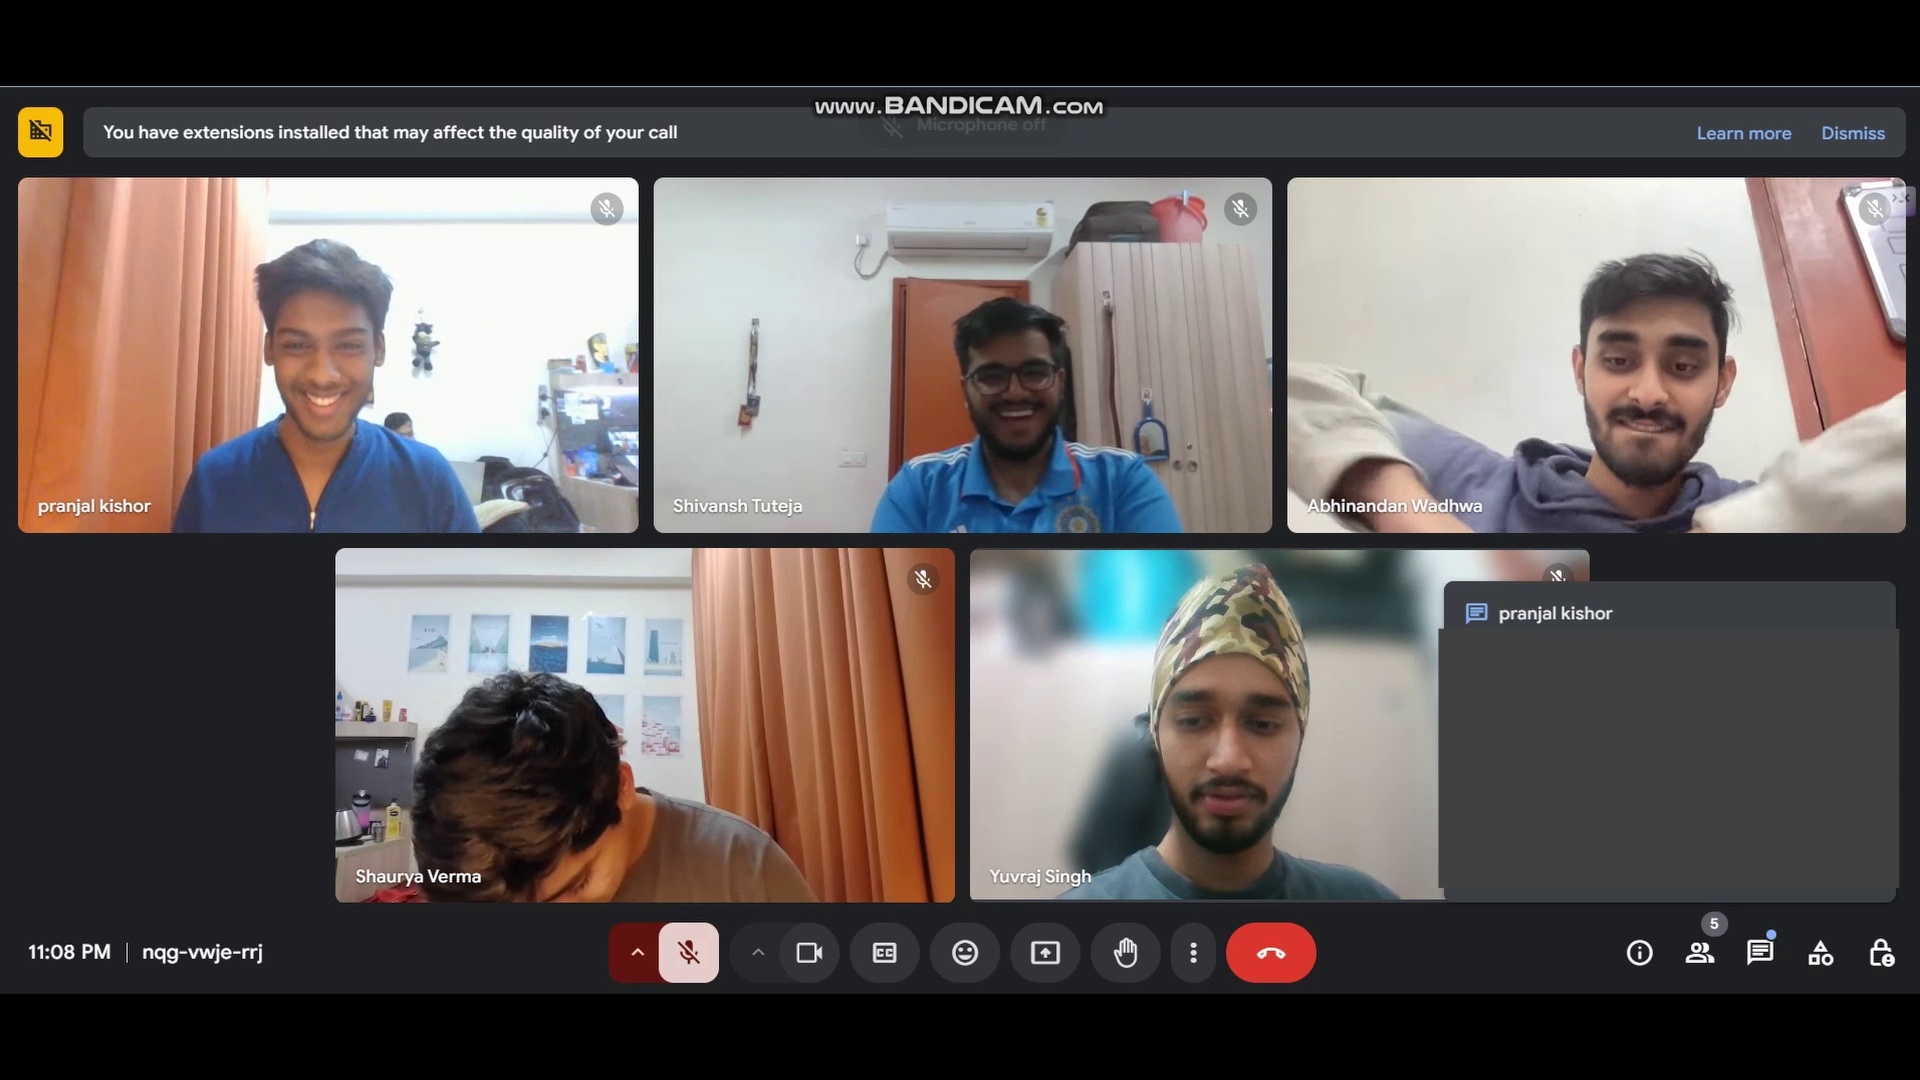 www.BANDICAM.com
You have extensions installed that may affect the quality of your call
Microphone off
Learn more
Dismiss
pranjal kishor
Shivansh Tuteja
Abhinandan Wadhwa
Shaurya Verma
Yuvraj Singh
pranjal kishor
5
11:08 PM
nqg-vwje-rrj
CC